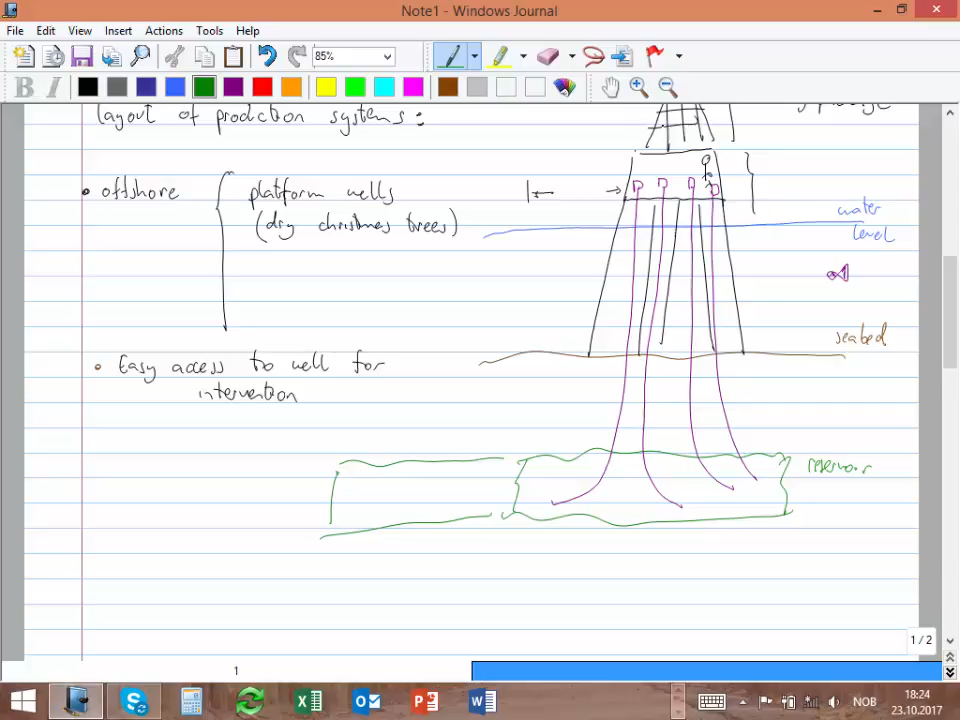 Note1 - Windows Journal
File Edit View Insert Actions Tools Help
85%
layout of production systems:
• offshore
platform wells
(dry christmas trees)
water
level
seabed
• Easy access to well for
intervention
reservoir
1 / 2
1
NOB
18:24
23.10.2017